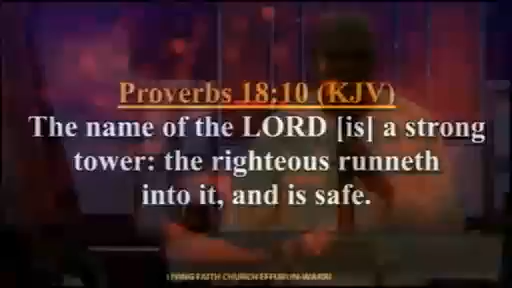 Proverbs 18:10 (KJV)
The name of the LORD [is] a strong
tower: the righteous runneth
into it, and is safe.
LIVING FAITH CHURCH EFFURUN-WARRI